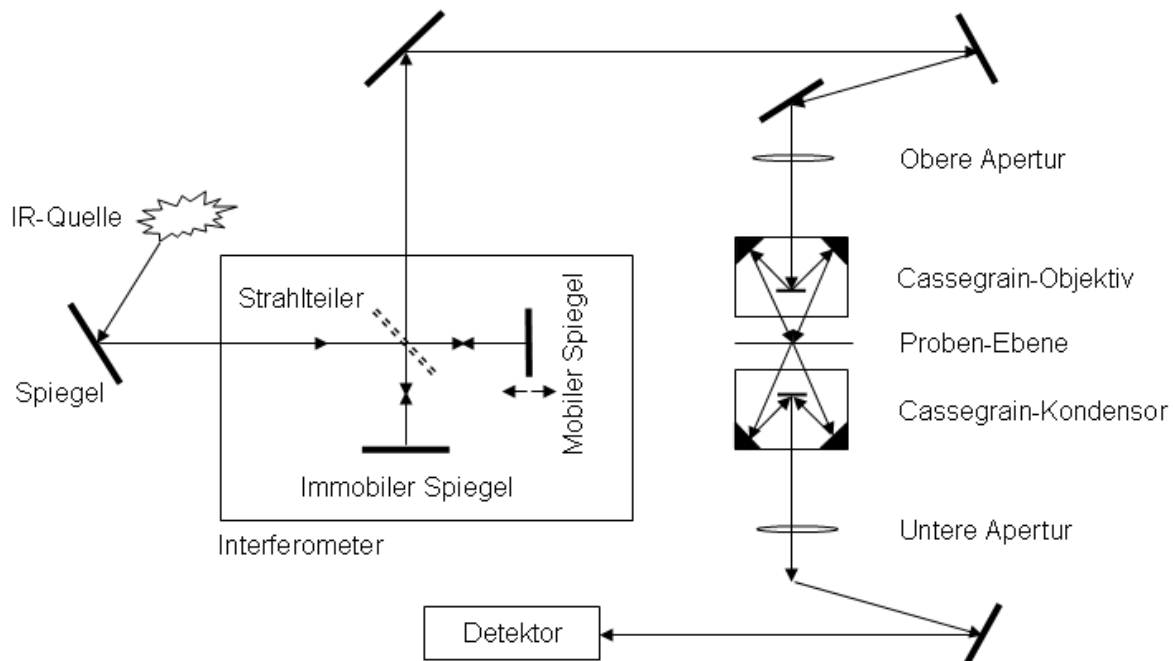 Obere Apertur
IR-Quelle
Cassegrain-Objektiv
Strahlteiler
Mobiler Spiegel
Proben-Ebene
Spiegel
Cassegrain-Kondensor
Immobiler Spiegel
Untere Apertur
Interferometer
Detektor